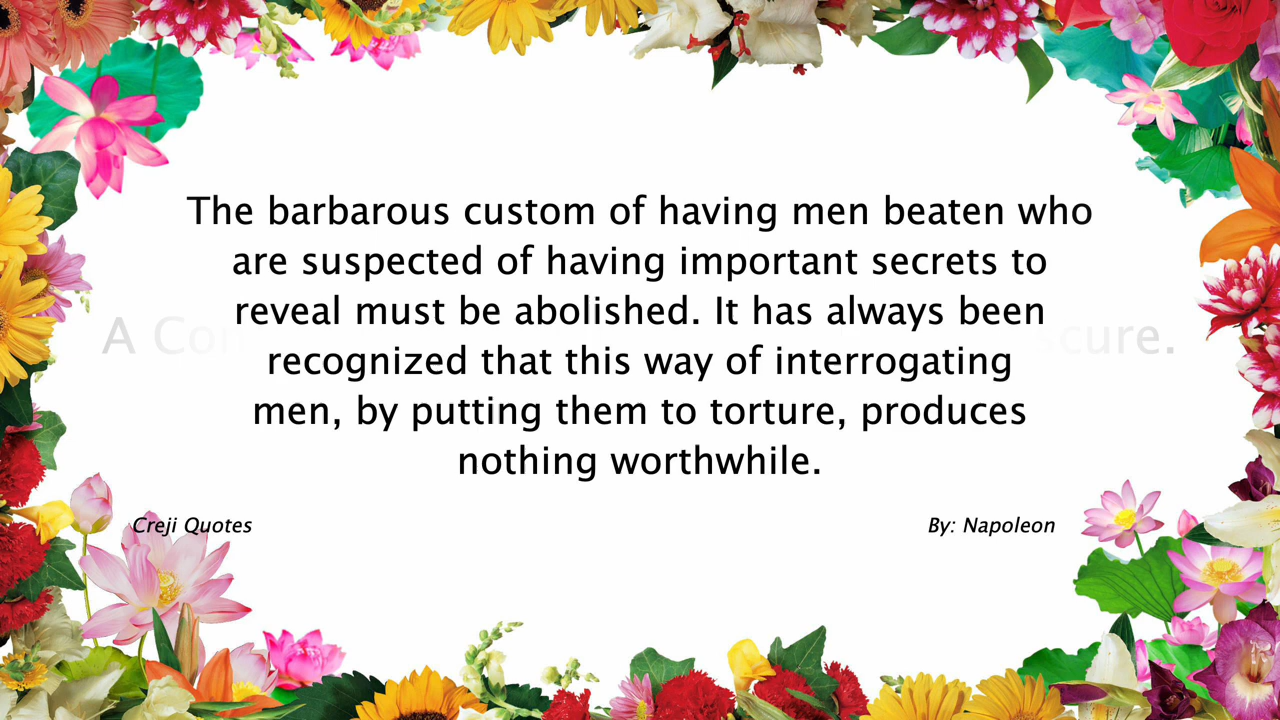 The barbarous custom of having men beaten who
are suspected of having important secrets to
reveal must be abolished. It has always been
recognized that this way of interrogating
men, by putting them to torture, produces
nothing worthwhile.
Creji Quotes
By: Napoleon